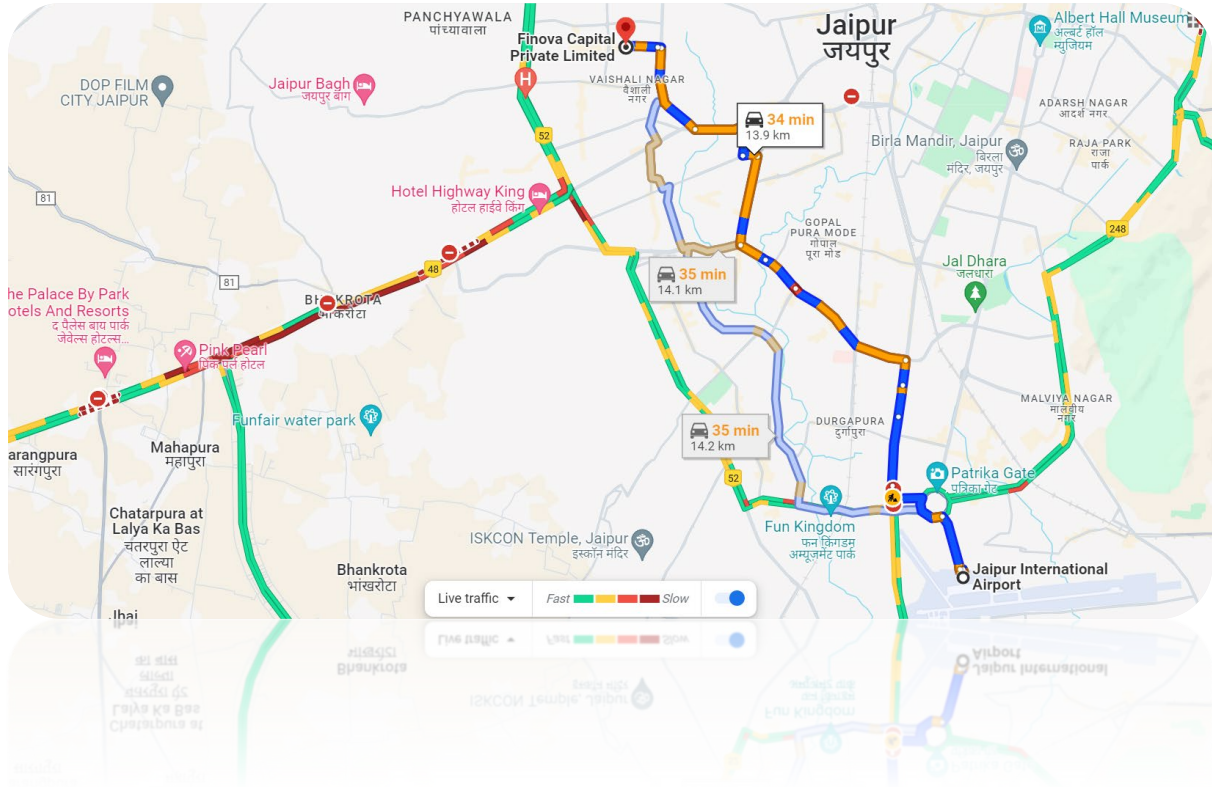 PANCHYAWALA
पांच्यावाला
Finova Capital
Private Limited
Jaipur
जयपुर
Albert Hall Museum
अल्बर्ट हॉल
म्युजियम
DOP FILM
CITY JAIPUR
Jaipur Bagh
जयपुर बाग
H
VAISHALI NAGAR
वैशाली
नगर
34 min
13.9 km
ADARSH NAGAR
आदर्श नगर
52
Birla Mandir, Jaipur
बिरला
मंदिर, जयपुर
RAJA PARK
राजा
पार्क
81
Hotel Highway King
होटल हाईवे किंग
GOPAL
PURA MODE
गोपाल
पूरा मोड
248
48
35 min
14.1 km
Jal Dhara
जलधारा
81
he Palace By Park
otels And Resorts
द पैलेस बाय पार्क
जेवेल्स होटल्स...
Pink Pearl
पिंक पर्ल होटल
MALVIYA NAGAR
मालवीय
नगर
Funfair water park
35 min
14.2 km
DURGAPURA
दुर्गापुरा
arangpura
सारंगपुरा
Mahapura
महापुरा
52
Patrika Gate
पत्रिका गेट
Chatarpura at
Lalya Ka Bas
चतरपुरा ऐट
लाल्या
का बास
Fun Kingdom
फन किंगडम
अम्यूजमेंट पार्क
ISKCON Temple, Jaipur
इस्कॉन मंदिर
Bhankrota
भांखरोटा
Jaipur International
Airport
Live traffic
Fast
Slow
Jhai